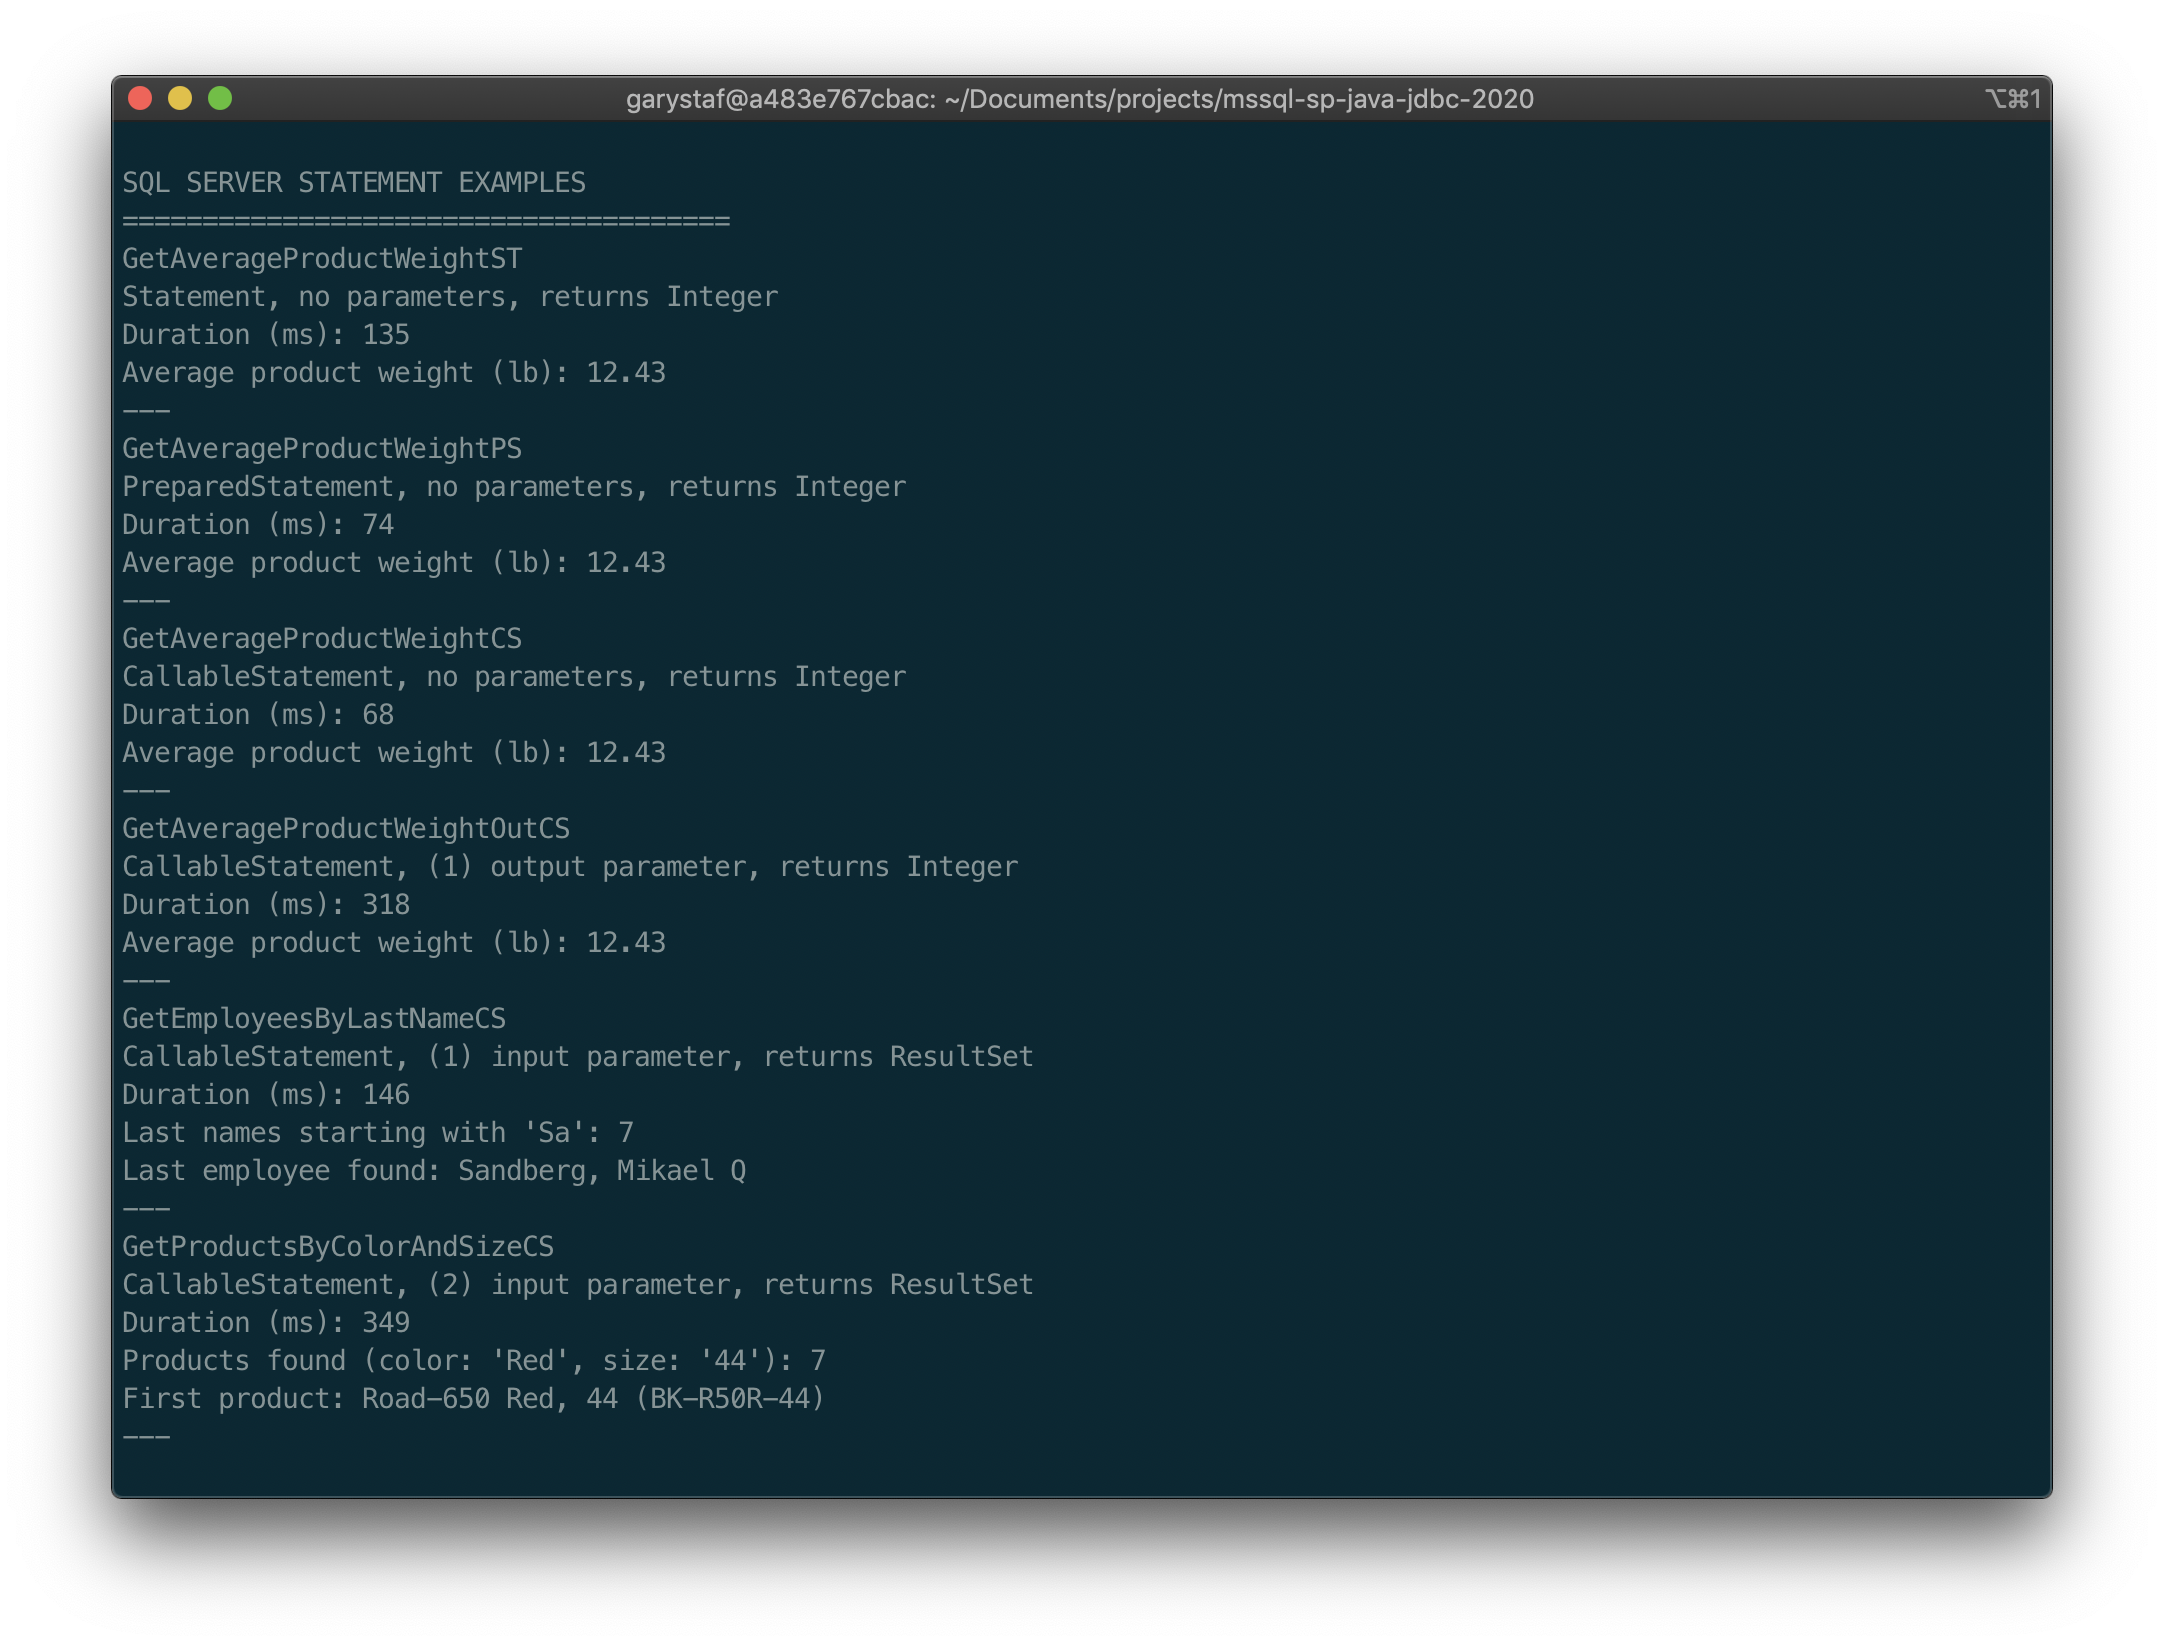 garystaf@a483e767cbac: ~/Documents/projects/mssql-sp-java-jdbc-2020 ⌥⌘1
SQL SERVER STATEMENT EXAMPLES
======================================
GetAverageProductWeightST
Statement, no parameters, returns Integer
Duration (ms): 135
Average product weight (lb): 12.43
---
GetAverageProductWeightPS
PreparedStatement, no parameters, returns Integer
Duration (ms): 74
Average product weight (lb): 12.43
---
GetAverageProductWeightCS
CallableStatement, no parameters, returns Integer
Duration (ms): 68
Average product weight (lb): 12.43
---
GetAverageProductWeightOutCS
CallableStatement, (1) output parameter, returns Integer
Duration (ms): 318
Average product weight (lb): 12.43
---
GetEmployeesByLastNameCS
CallableStatement, (1) input parameter, returns ResultSet
Duration (ms): 146
Last names starting with 'Sa': 7
Last employee found: Sandberg, Mikael Q
---
GetProductsByColorAndSizeCS
CallableStatement, (2) input parameter, returns ResultSet
Duration (ms): 349
Products found (color: 'Red', size: '44'): 7
First product: Road-650 Red, 44 (BK-R50R-44)
---